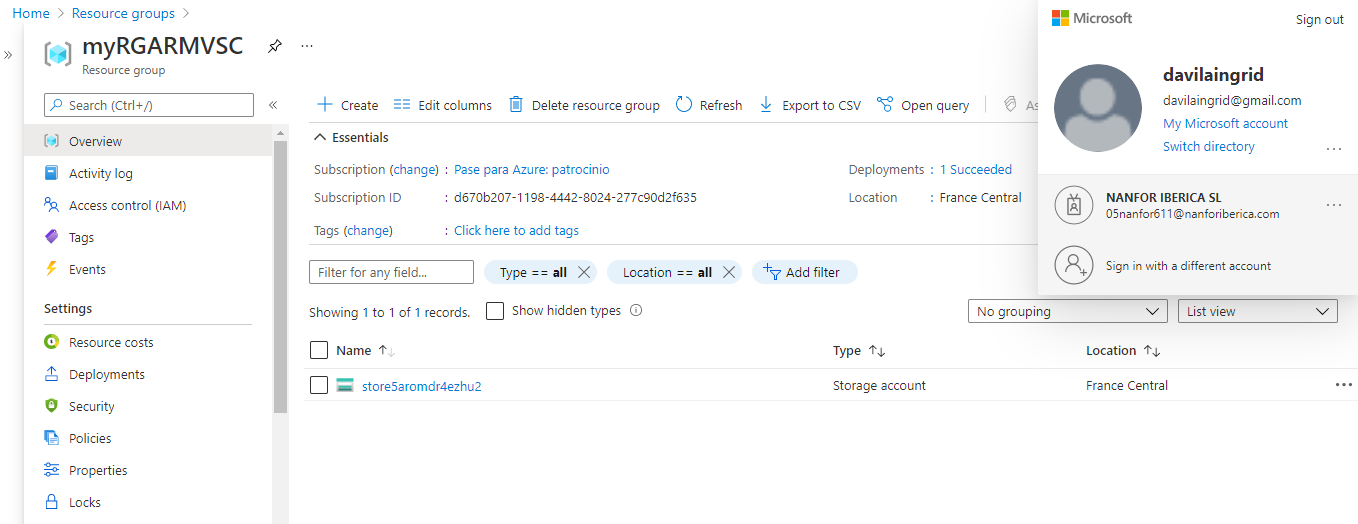 Home > Resource groups >
myRGARMVSC ...
Resource group
Search (Ctrl+/)
Overview
Activity log
Access control (IAM)
Tags
Events
Settings
Resource costs
Deployments
Security
Policies
Properties
Locks
Create Edit columns Delete resource group Refresh Export to CSV Open query
Essentials
Subscription (change) : Pase para Azure: patrocinio
Subscription ID : d670b207-1198-4442-8024-277c90d2f635
Tags (change) : Click here to add tags
Deployments : 1 Succeeded
Location : France Central
Filter for any field... Type == all Location == all Add filter
Showing 1 to 1 of 1 records. Show hidden types
No grouping List view
Name Type Location
store5aromdr4ezhu2 Storage account France Central ...
Microsoft Sign out
davilaingrid
davilaingrid@gmail.com
My Microsoft account
Switch directory ...
NANFOR IBERICA SL
05nanfor611@nanforiberica.com ...
Sign in with a different account